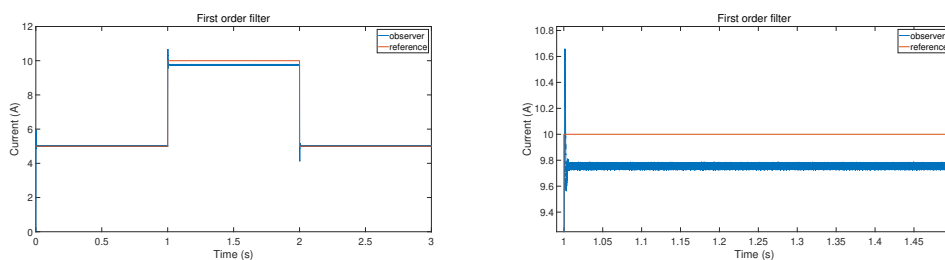 First order filter
12
10
8
6
4
2
0
Current (A)
observer
reference
0 0.5 1 1.5 2 2.5 3
Time (s)
First order filter
10.8
10.6
10.4
10.2
10
9.8
9.6
9.4
Current (A)
observer
reference
1 1.05 1.1 1.15 1.2 1.25 1.3 1.35 1.4 1.45
Time (s)